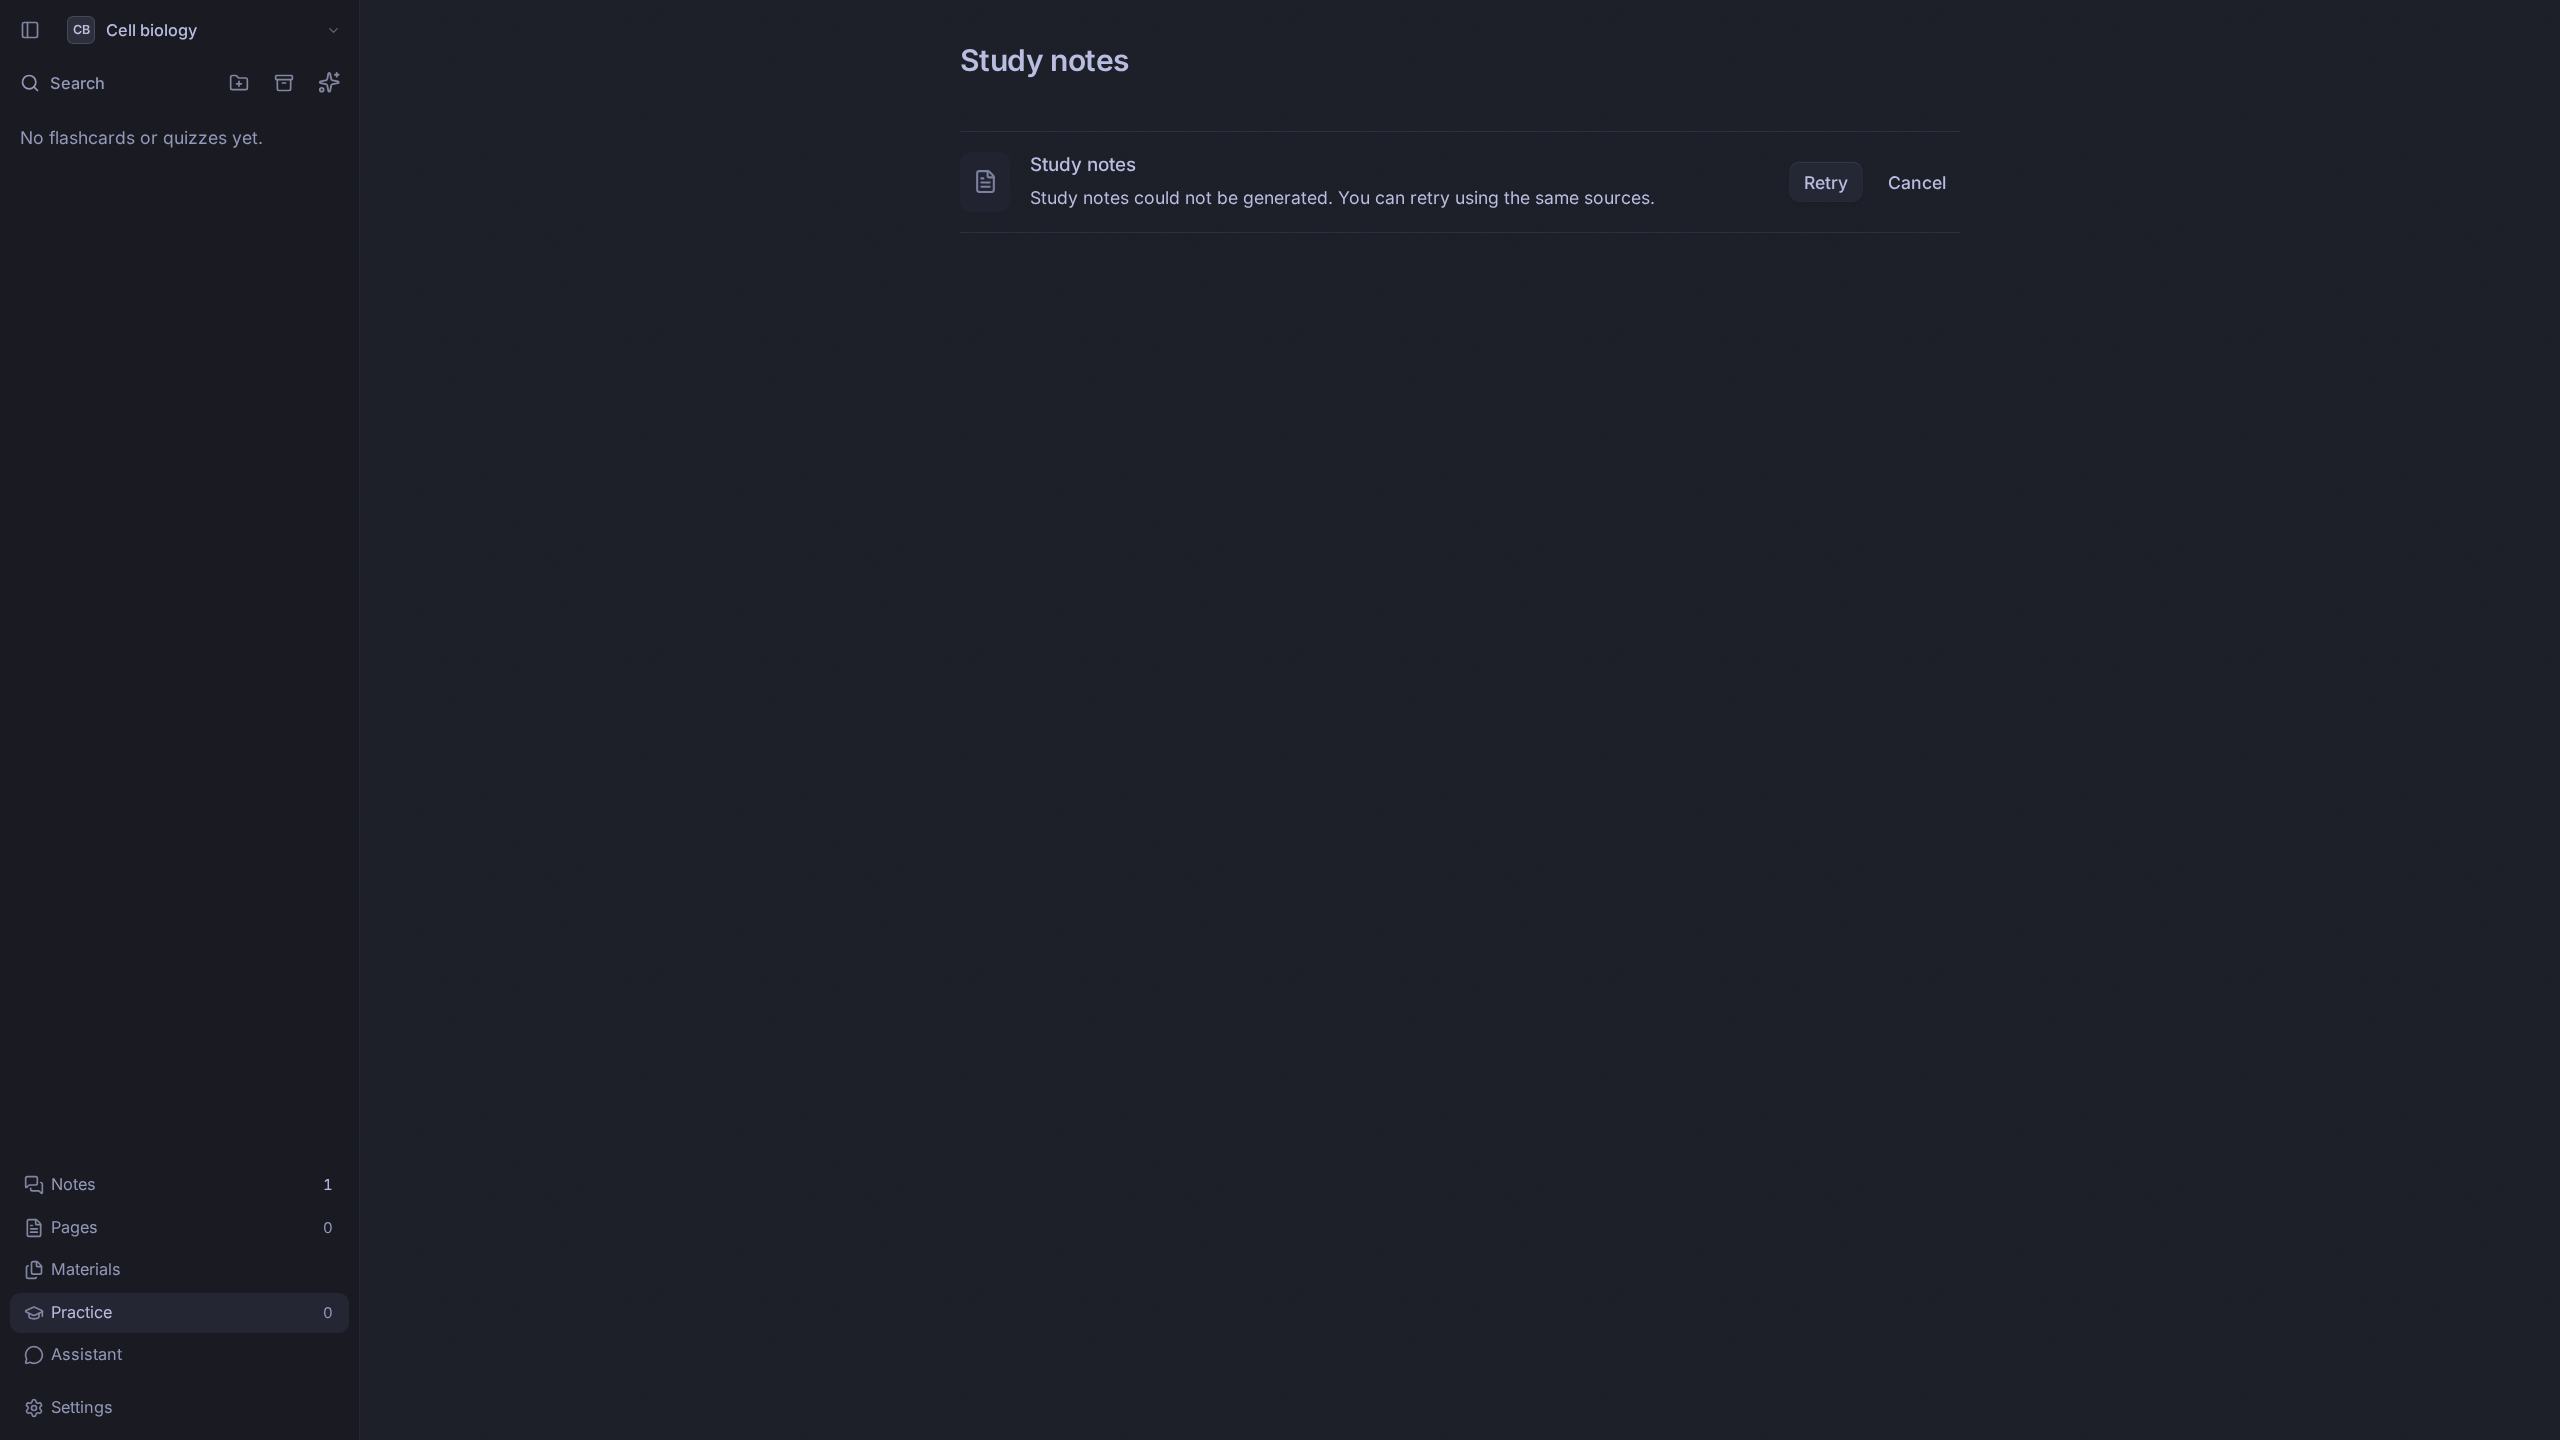 CB Cell biology
Search
No flashcards or quizzes yet.
Notes 1
Pages 0
Materials
Practice 0
Assistant
Settings
Study notes
Study notes
Study notes could not be generated. You can retry using the same sources.
Retry Cancel